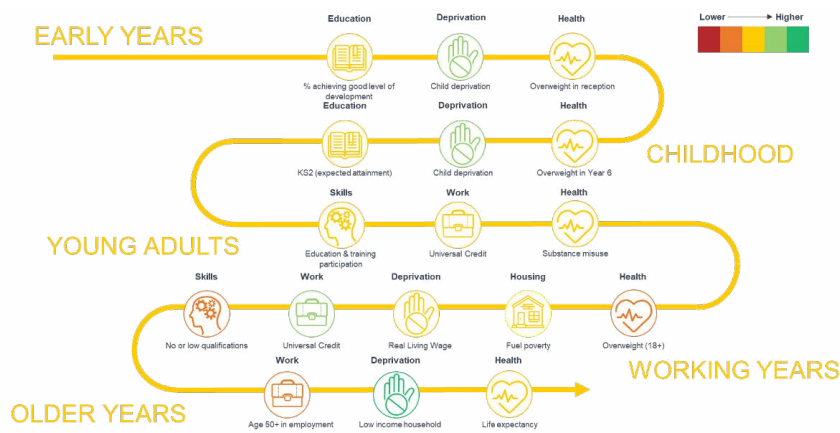 Lower Higher
EARLY YEARS
Education Deprivation Health
% achieving good level of
development
Child deprivation
Overweight in reception
Education Deprivation Health
CHILDHOOD
KS2 (expected attainment) Child deprivation Overweight in Year 6
Skills Work Health
YOUNG ADULTS
Education & training
participation
Universal Credit
Substance misuse
Skills Work Deprivation Housing Health
No or low qualifications Universal Credit Real Living Wage Fuel poverty Overweight (18+)
WORKING YEARS
Work Deprivation Health
OLDER YEARS
Age 50+ in employment Low income household Life expectancy